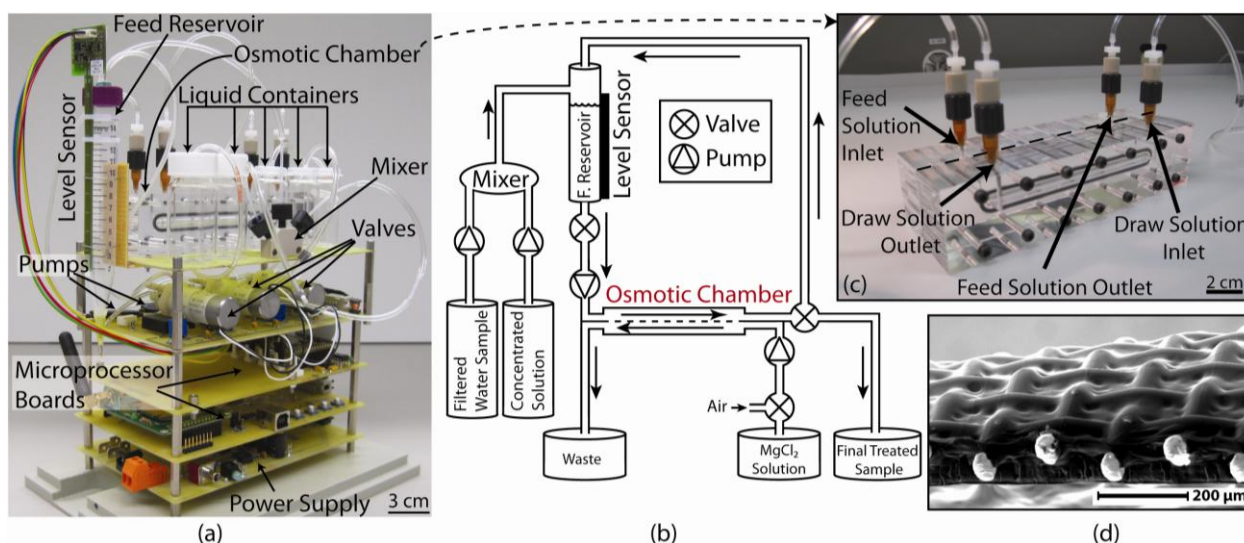 Feed Reservoir
Osmotic Chamber
Liquid Containers
Level Sensor
Mixer
Valves
Pumps
Microprocessor
Boards
Power Supply
3 cm
(a)
F. Reservoir
Level Sensor
Valve
Pump
Mixer
Osmotic Chamber
Filtered
Water Sample
Concentrated
Solution
Air
Waste
MgCl₂
Solution
Final Treated
Sample
(b)
Feed
Solution
Inlet
Draw Solution
Outlet
Draw Solution
Inlet
Feed Solution Outlet
(c)
2 cm
200 μm
(d)